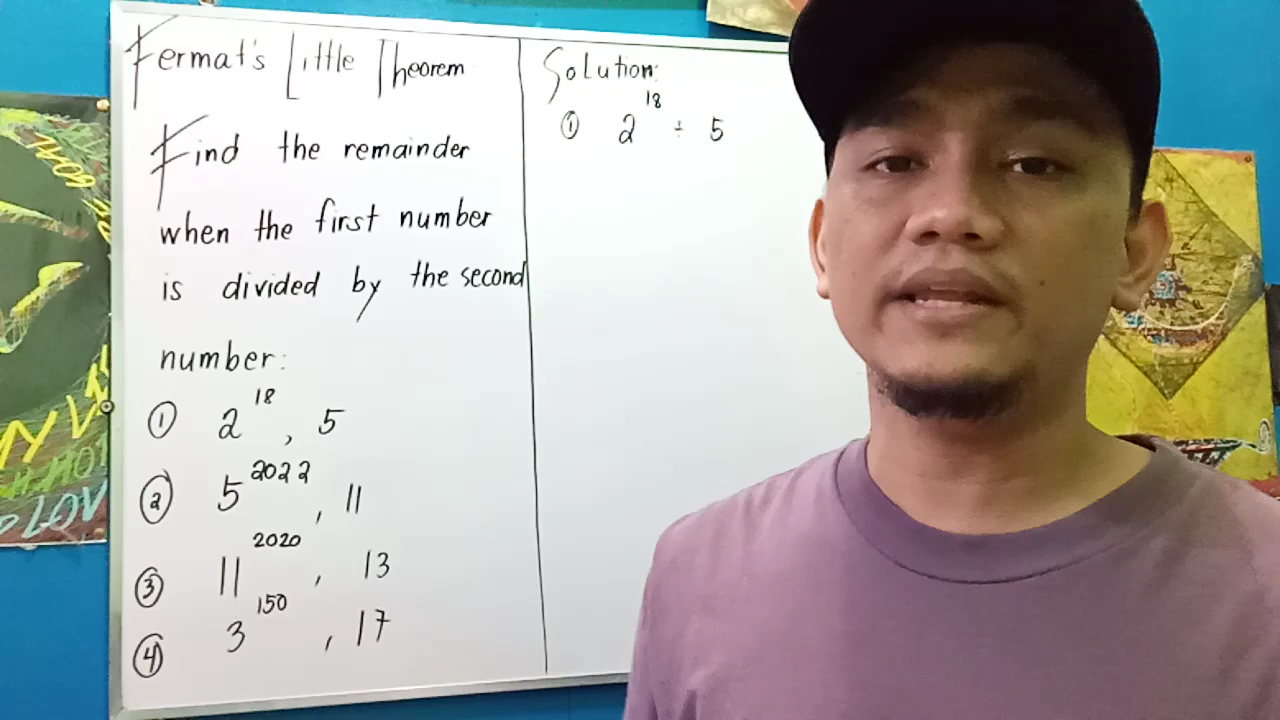 Fermat's Little Theorem
Find the remainder
when the first number
is divided by the second
number:
① 2^18, 5
② 5^2022, 11
③ 11^2020, 13
④ 3^150, 17
Solution:
① 2^18 ÷ 5